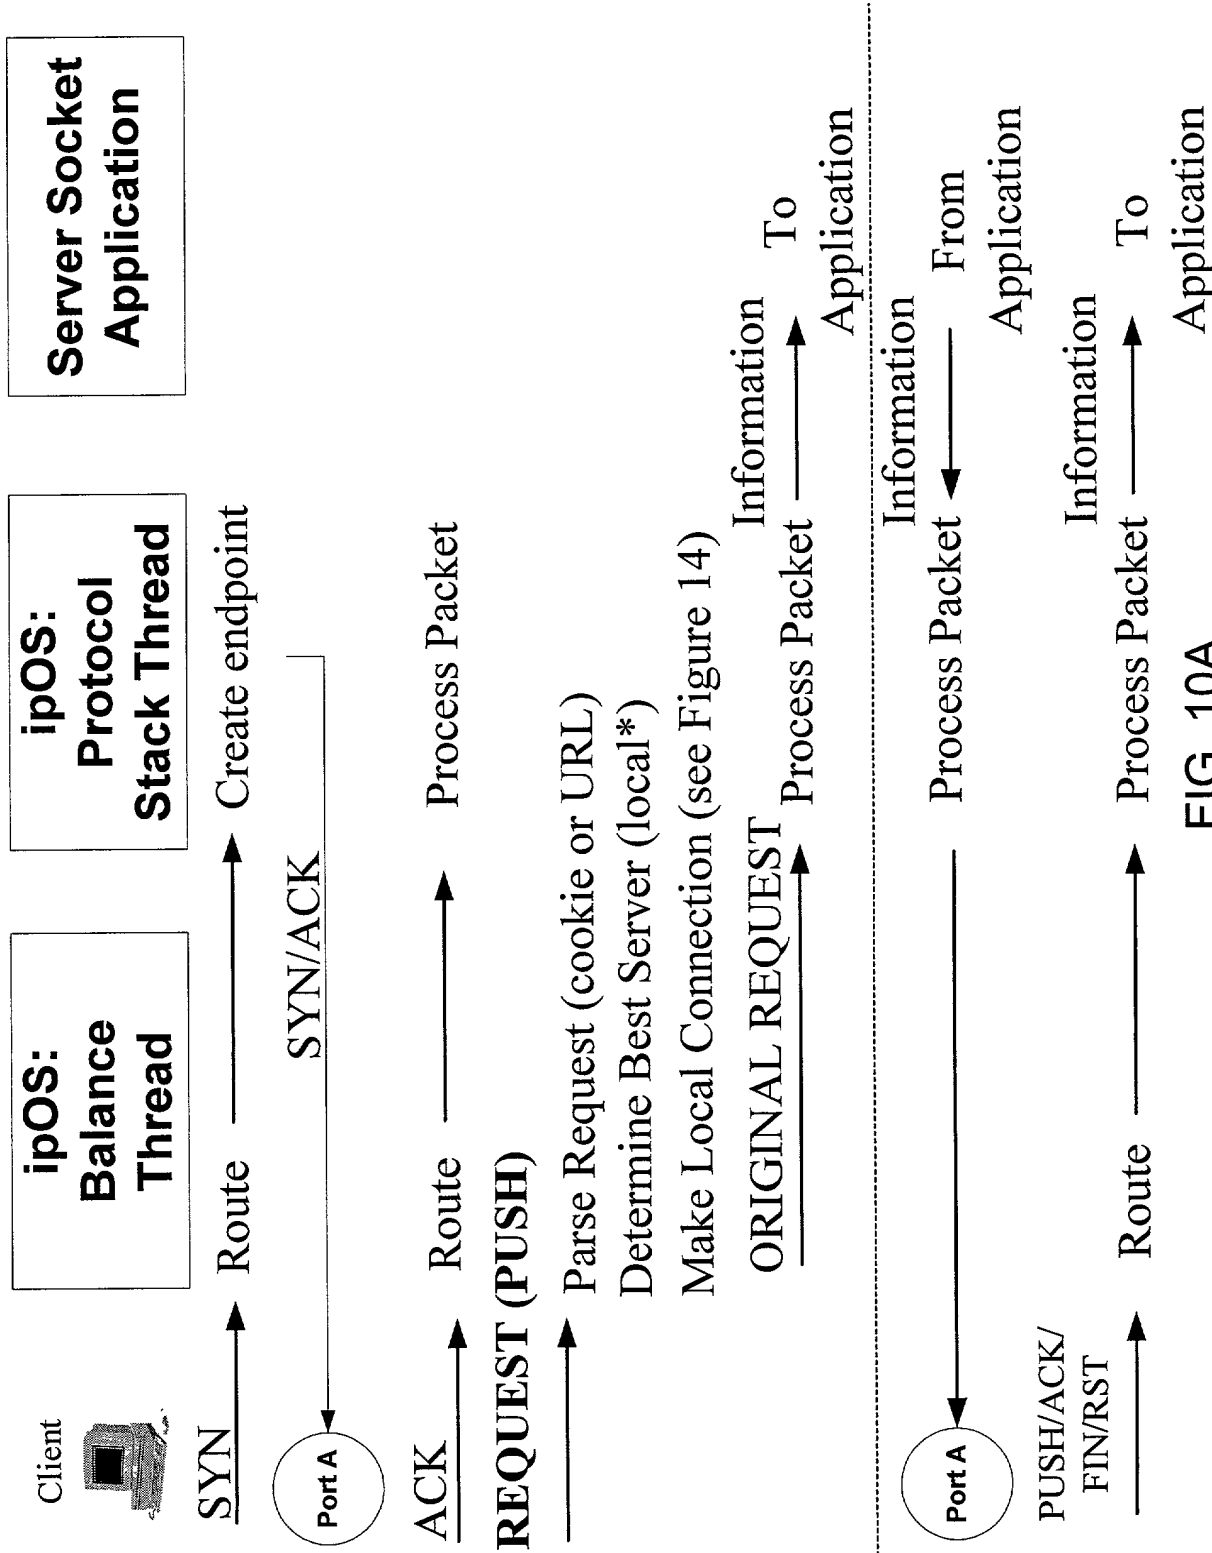 Client
ipOS:
Balance
Thread
ipOS:
Protocol
Stack Thread
Server Socket
Application
SYN
Route
Create endpoint
SYN/ACK
Port A
ACK
Route
Process Packet
REQUEST (PUSH)
Parse Request (cookie or URL)
Determine Best Server (local*)
Make Local Connection (see Figure 14)
ORIGINAL REQUEST
Process Packet
Information
To
Application
Port A
Process Packet
Information
From
Application
PUSH/ACK/
FIN/RST
Route
Process Packet
Information
To
Application
FIG. 10A